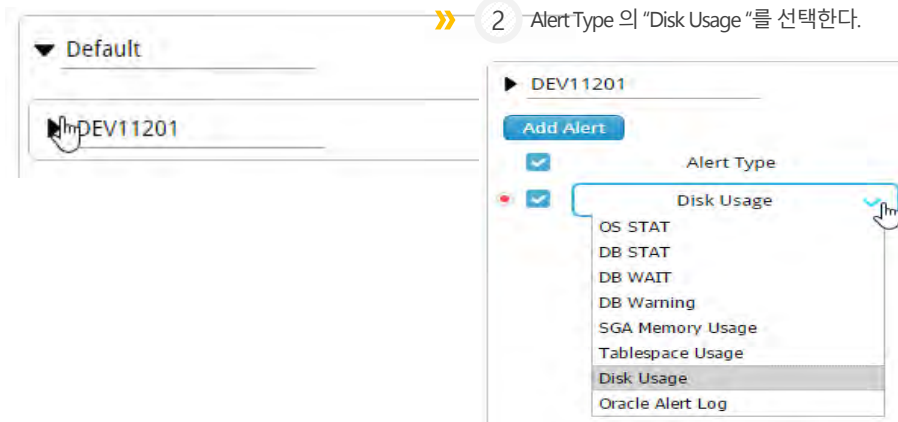 2 Alert Type 의 "Disk Usage "를 선택한다.
Default
DEV11201
DEV11201
Add Alert
Alert Type
Disk Usage
OS STAT
DB STAT
DB WAIT
DB Warning
SGA Memory Usage
Tablespace Usage
Disk Usage
Oracle Alert Log